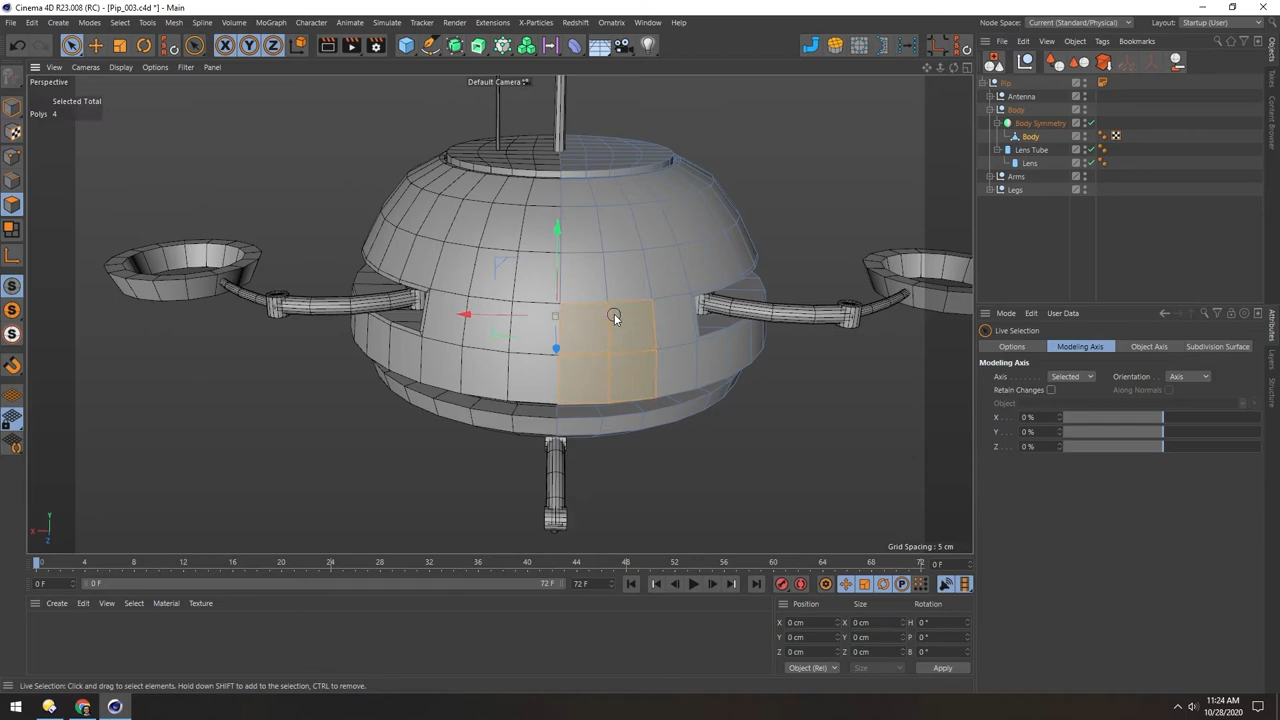 Cinema 4D R23.008 (RC) - [Pip_003.c4d *] - Main
File Edit Create Modes Select Tools Mesh Spline Volume MoGraph Character Animate Simulate Tracker Render Extensions X-Particles Redshift Ornatrix Window Help
Node Space: Current (Standard/Physical) Layout: Startup (User)
X Y Z
View Cameras Display Options Filter Panel
File Edit View Object Tags Bookmarks
Perspective
Default Camera
Selected Total
Polys 4
Pip
Antenna
Body
Body Symmetry
Body
Lens Tube
Lens
Arms
Legs
Objects
Takes
Content Browser
Mode Edit User Data
Live Selection
Options Modeling Axis Object Axis Subdivision Surface
Modeling Axis
Axis Selected Orientation Axis
Retain Changes Along Normals
Object
X 0 %
Y 0 %
Z 0 %
Attributes
Structure
Y
X
Z
Grid Spacing : 5 cm
0 4 8 12 16 20 24 28 32 36 40 44 48 52 56 60 64 68 72 0 F
0 F 0 F 72 F 72 F
Create Edit View Select Material Texture
Position Size Rotation
X 0 cm X 0 cm H 0 °
Y 0 cm Y 0 cm P 0 °
Z 0 cm Z 0 cm B 0 °
Object (Rel) Size Apply
Live Selection: Click and drag to select elements. Hold down SHIFT to add to the selection, CTRL to remove.
11:24 AM
10/28/2020